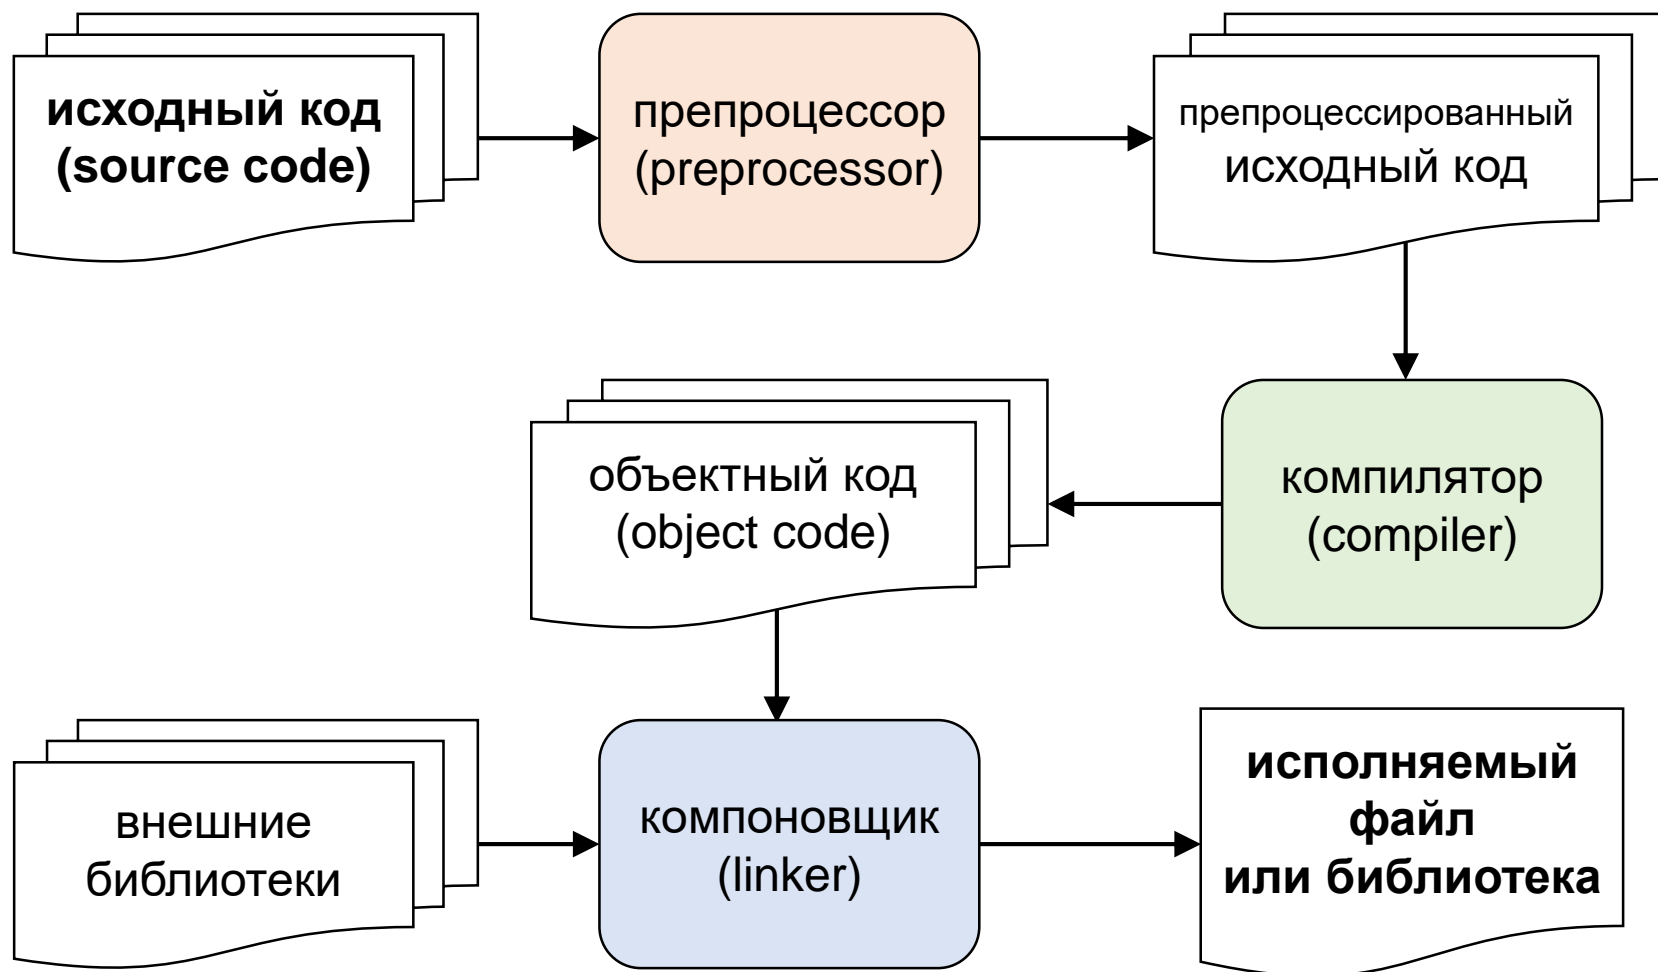 исходный код
(source code)
препроцессор
(preprocessor)
препроцессированный
исходный код
объектный код
(object code)
компилятор
(compiler)
внешние
библиотеки
компоновщик
(linker)
исполняемый
файл
или библиотека